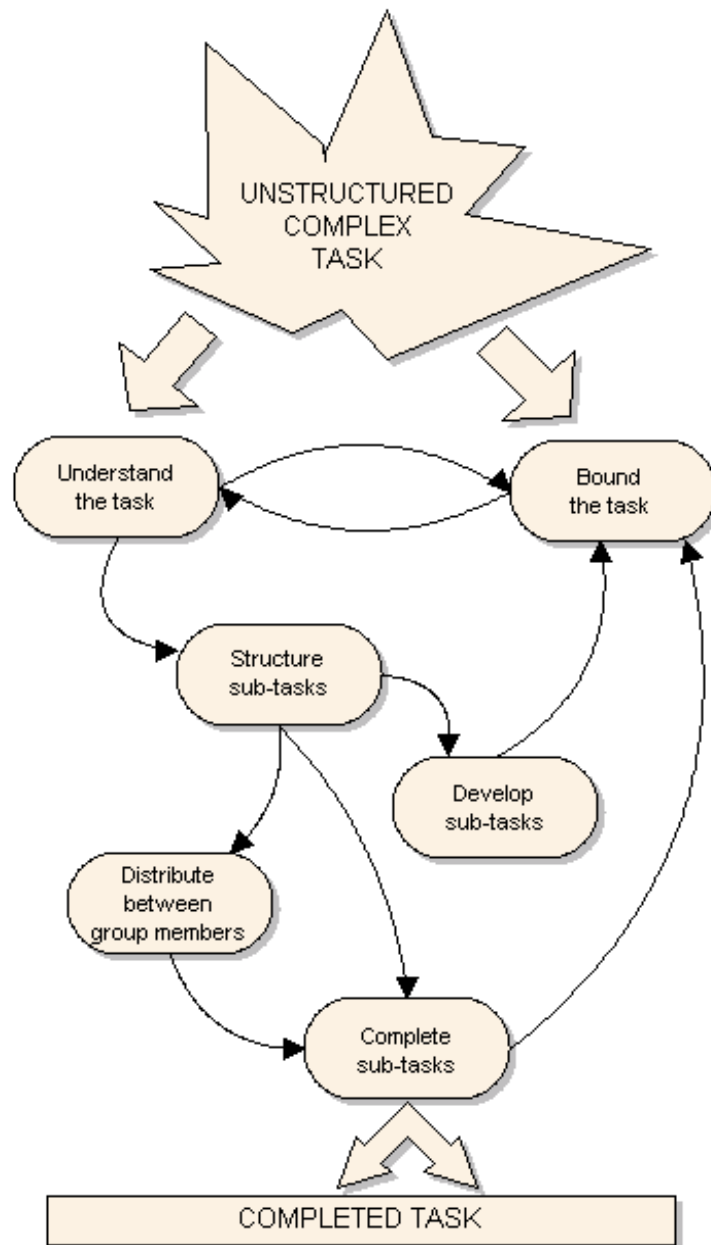 UNSTRUCTURED
COMPLEX
TASK
Understand
the task
Bound
the task
Structure
sub-tasks
Develop
sub-tasks
Distribute
between
group members
Complete
sub-tasks
COMPLETED TASK